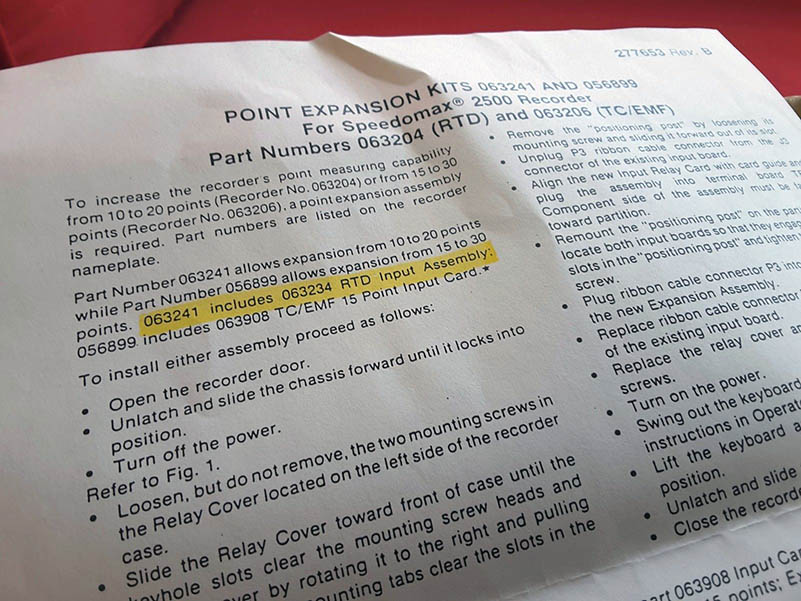 277653 Rev. B
POINT EXPANSION KITS 063241 AND 056899
For Speedomax® 2500 Recorder
Part Numbers 063204 (RTD) and 063206 (TC/EMF)
To increase the recorder's point measuring capability
from 10 to 20 points (Recorder No. 063204) or from 15 to 30
points (Recorder No. 063206), a point expansion assembly
is required. Part numbers are listed on the recorder
nameplate.
Part Number 063241 allows expansion from 10 to 20 points
while Part Number 056899 allows expansion from 15 to 30
points. 063241 includes 063234 RTD Input Assembly;
056899 includes 063908 TC/EMF 15 Point Input Card.*
To install either assembly proceed as follows:
• Open the recorder door.
• Unlatch and slide the chassis forward until it locks into
position.
• Turn off the power.
Refer to Fig. 1.
• Loosen, but do not remove, the two mounting screws in
the Relay Cover located on the left side of the recorder
case.
• Slide the Relay Cover toward front of case until the
keyhole slots clear the mounting screw heads and
by rotating it to the right and pulling
mounting tabs clear the slots in the
• Remove the "positioning post" by loosening its
mounting screw and sliding it forward out of its slot.
• Unplug P3 ribbon cable connector from the J3
connector of the existing input board.
• Align the new Input Relay Card with card guide and
plug the assembly into terminal board
Component side of the assembly must be
toward partition.
• Remount the "positioning post" on the
locate both input boards so that they engage
slots in the "positioning post" and tighten
screw.
• Plug ribbon cable connector P3 into
the new Expansion Assembly.
• Replace ribbon cable connector
of the existing input board.
• Replace the relay cover
screws.
• Turn on the power.
• Swing out the keyboard
instructions in
• Lift the keyboard
position.
• Unlatch and slide
• Close the
063908 Input
points;